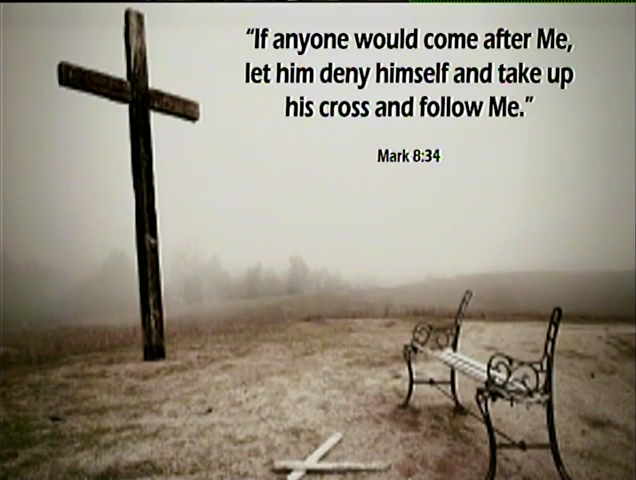 “If anyone would come after Me,
let him deny himself and take up
his cross and follow Me.”
Mark 8:34